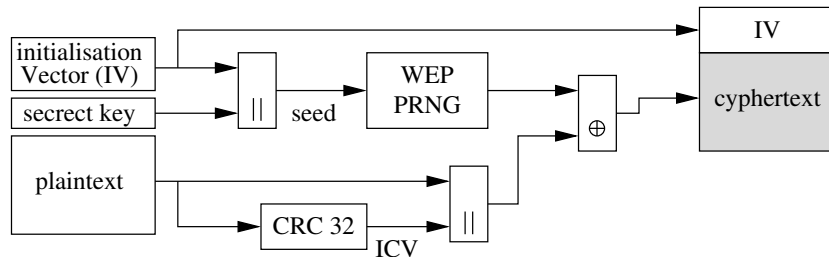 initialisation
Vector (IV)
secrect key
plaintext
||
seed
WEP
PRNG
CRC 32
ICV
||
⊕
IV
cyphertext